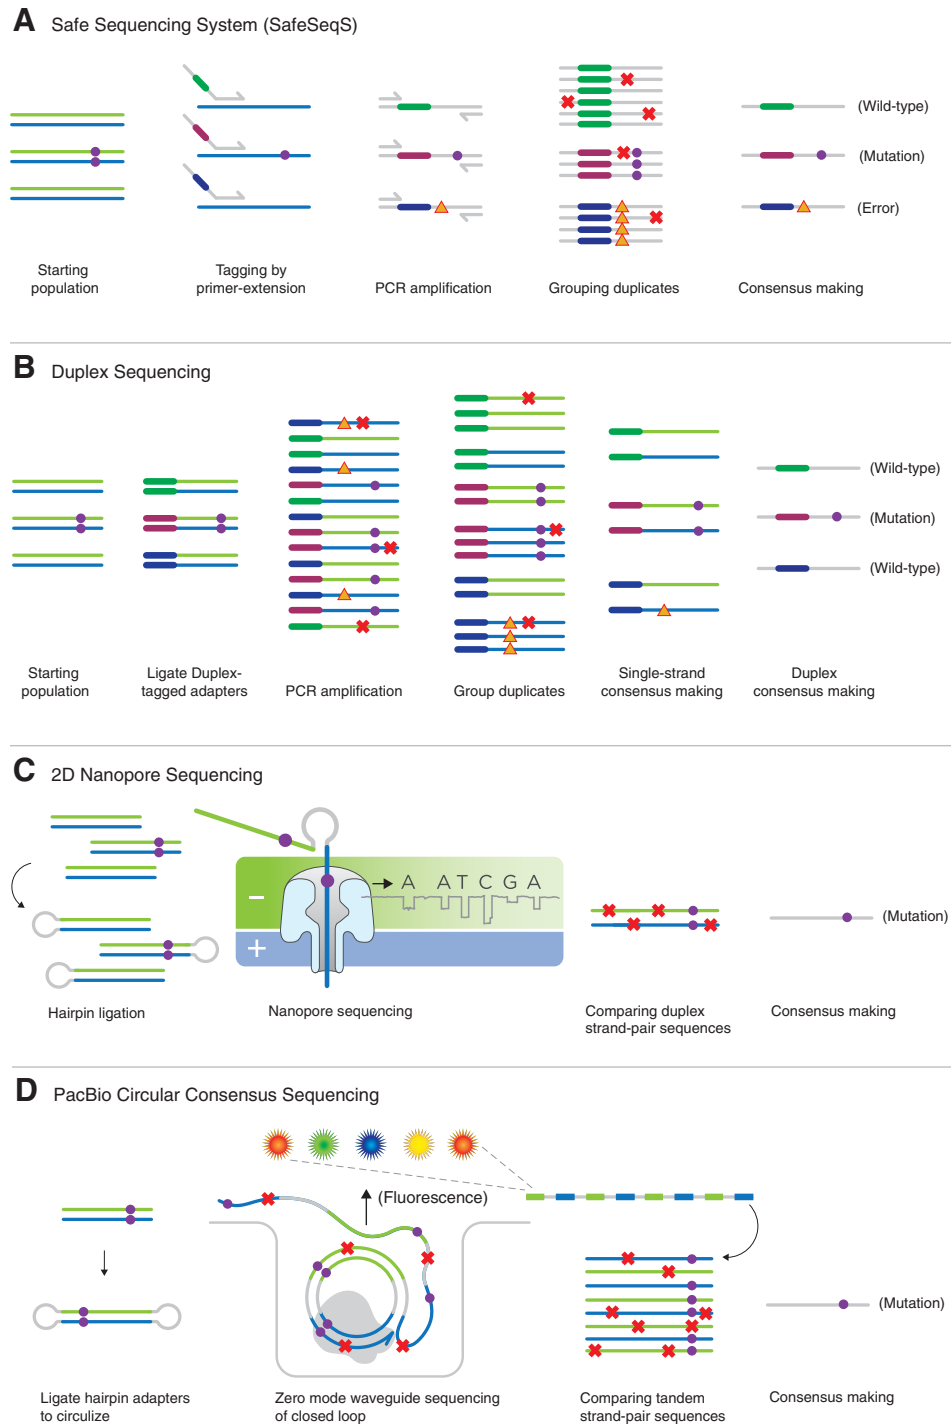 A Safe Sequencing System (SafeSeqS)
(Wild-type)
(Mutation)
(Error)
Starting
population
Tagging by
primer-extension
PCR amplification
Grouping duplicates
Consensus making
B Duplex Sequencing
(Wild-type)
(Mutation)
(Wild-type)
Starting
population
Ligate Duplex-
tagged adapters
PCR amplification
Group duplicates
Single-strand
consensus making
Duplex
consensus making
C 2D Nanopore Sequencing
A ATCGA
−
+
(Mutation)
Hairpin ligation
Nanopore sequencing
Comparing duplex
strand-pair sequences
Consensus making
D PacBio Circular Consensus Sequencing
(Fluorescence)
(Mutation)
Ligate hairpin adapters
to circulize
Zero mode waveguide sequencing
of closed loop
Comparing tandem
strand-pair sequences
Consensus making